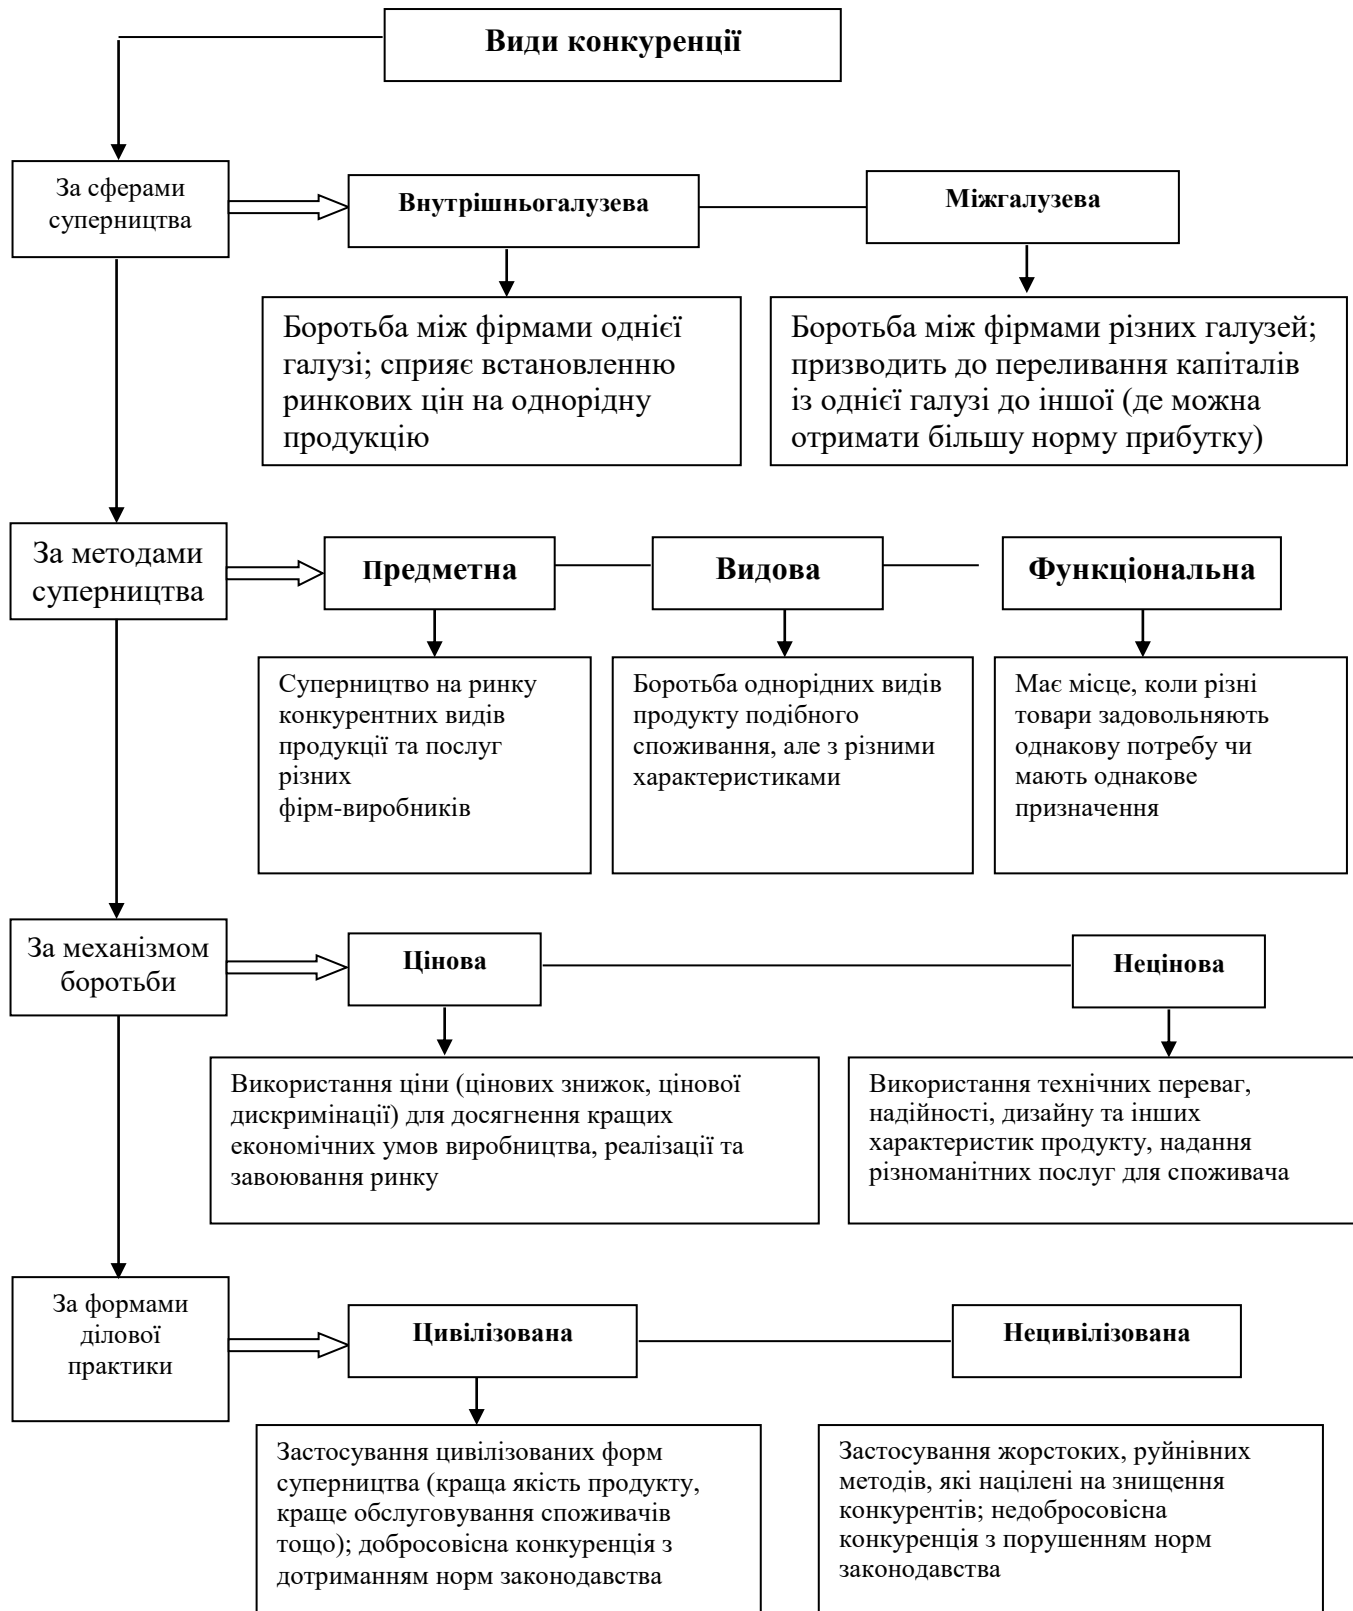 Види конкуренції
За сферами
суперництва
Внутрішньогалузева
Міжгалузева
Боротьба між фірмами однієї
галузі; сприяє встановленню
ринкових цін на однорідну
продукцію
Боротьба між фірмами різних галузей;
призводить до переливання капіталів
із однієї галузі до іншої (де можна
отримати більшу норму прибутку)
За методами
суперництва
Предметна
Видова
Функціональна
Суперництво на ринку
конкурентних видів
продукції та послуг
різних
фірм-виробників
Боротьба однорідних видів
продукту подібного
споживання, але з різними
характеристиками
Має місце, коли різні
товари задовольняють
однакову потребу чи
мають однакове
призначення
За механізмом
боротьби
Цінова
Нецінова
Використання ціни (цінових знижок, цінової
дискримінації) для досягнення кращих
економічних умов виробництва, реалізації та
завоювання ринку
Використання технічних переваг,
надійності, дизайну та інших
характеристик продукту, надання
різноманітних послуг для споживача
За формами
ділової
практики
Цивілізована
Нецивілізована
Застосування цивілізованих форм
суперництва (краща якість продукту,
краще обслуговування споживачів
тощо); добросовісна конкуренція з
дотриманням норм законодавства
Застосування жорстоких, руйнівних
методів, які націлені на знищення
конкурентів; недобросовісна
конкуренція з порушенням норм
законодавства